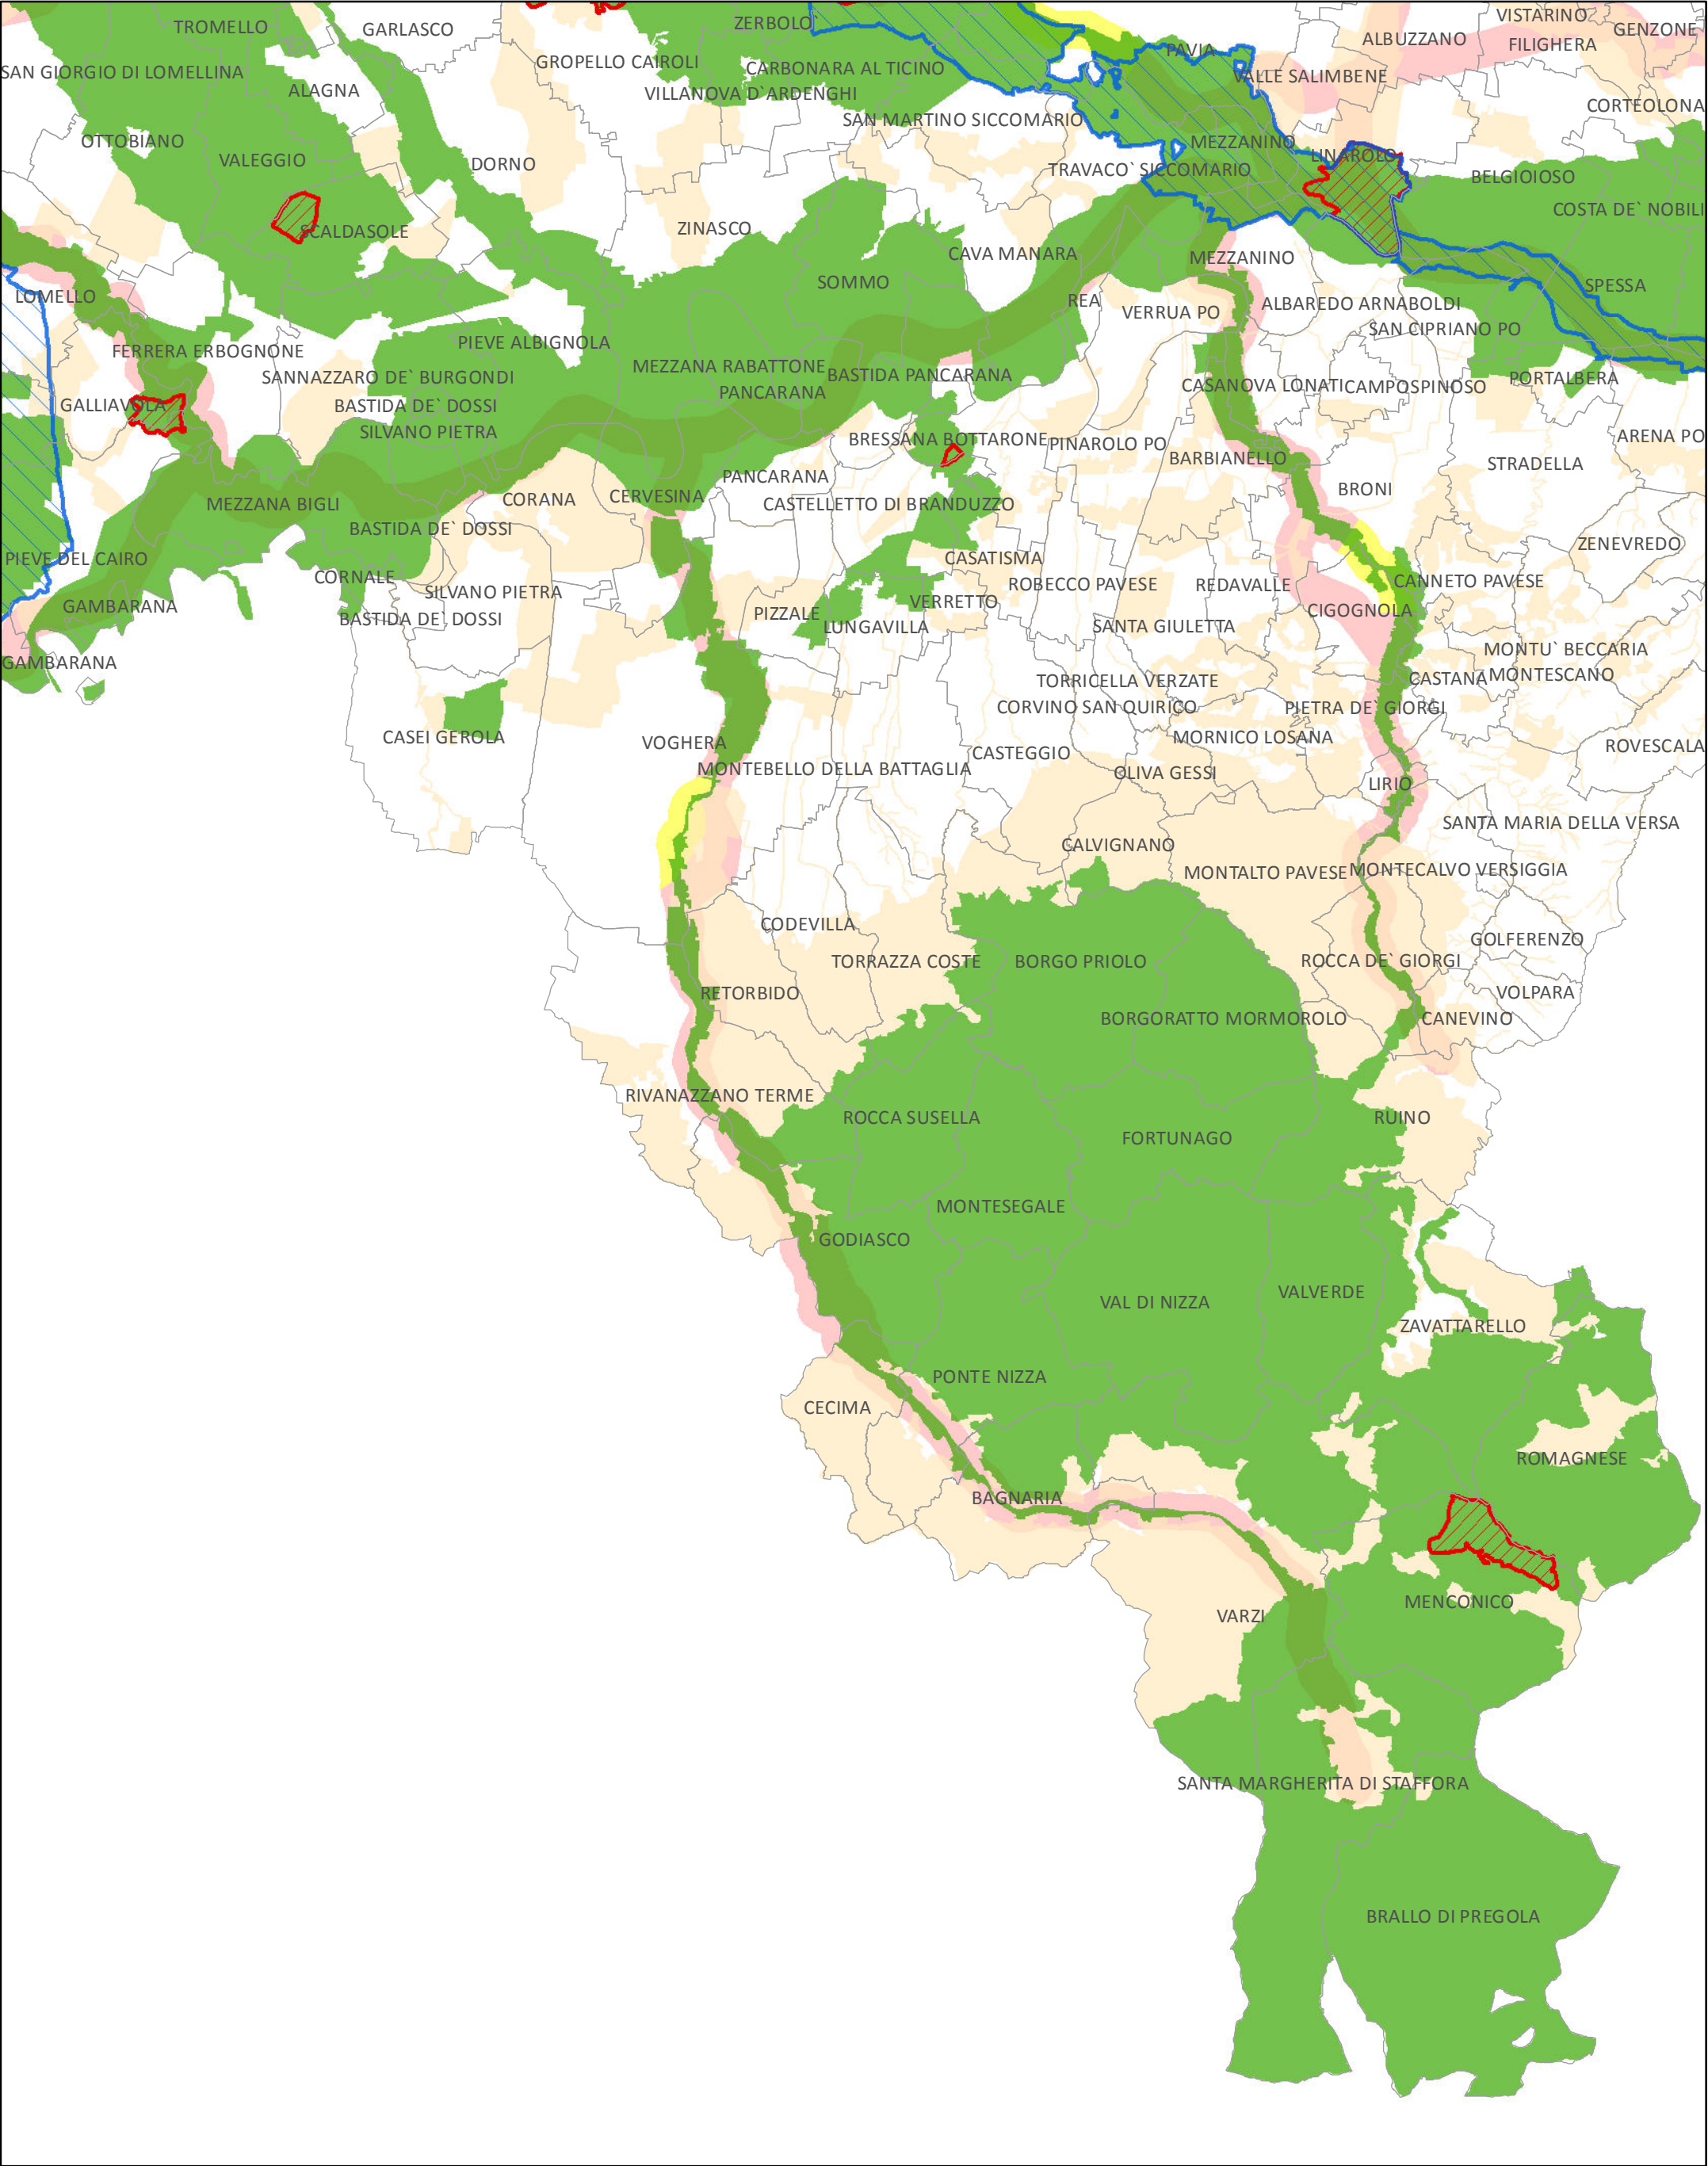 TROMELLO
GARLASCO
ZERBOLO`
VISTARINO
GENZONE
ALBUZZANO
FILIGHERA
SAN GIORGIO DI LOMELLINA
GROPELLO CAIROLI
CARBONARA AL TICINO
PAVIA
VALLE SALIMBENE
ALAGNA
VILLANOVA D`ARDENGHI
CORTEOLONA
SAN MARTINO SICCOMARIO
OTTOBIANO
VALEGGIO
DORNO
MEZZANINO
LINAROLO
TRAVACO` SICCOMARIO
BELGIOIOSO
COSTA DE` NOBILI
SCALDASOLE
ZINASCO
CAVA MANARA
MEZZANINO
SOMMO
SPESSA
LOMELLO
REA
VERRUA PO
ALBAREDO ARNABOLDI
SAN CIPRIANO PO
FERRERA ERBOGNONE
PIEVE ALBIGNOLA
MEZZANA RABATTONE
BASTIDA PANCARANA
SANNAZZARO DE` BURGONDI
PANCARANA
CASANOVA LONATI
CAMPOSPINOSO
PORTALBERA
GALLIAVOLA
BASTIDA DE` DOSSI
SILVANO PIETRA
BRESSANA BOTTARONE
PINAROLO PO
ARENA PO
BARBIANELLO
STRADELLA
PANCARANA
BRONI
MEZZANA BIGLI
CORANA
CERVESINA
CASTELLETTO DI BRANDUZZO
BASTIDA DE` DOSSI
ZENEVREDO
PIEVE DEL CAIRO
CASATISMA
CORNALE
ROBECCO PAVESE
REDAVALLE
CANNETO PAVESE
SILVANO PIETRA
VERRETTO
GAMBARANA
PIZZALE
CIGOGNOLA
BASTIDA DE` DOSSI
LUNGAVILLA
SANTA GIULETTA
MONTU` BECCARIA
GAMBARANA
CASTANA
MONTESCANO
TORRICELLA VERZATE
CORVINO SAN QUIRICO
PIETRA DE` GIORGI
CASEI GEROLA
VOGHERA
MORNICO LOSANA
CASTEGGIO
ROVESCALA
MONTEBELLO DELLA BATTAGLIA
OLIVA GESSI
LIRIO
SANTA MARIA DELLA VERSA
CALVIGNANO
MONTALTO PAVESE
MONTECALVO VERSIGGIA
CODEVILLA
GOLFERENZO
TORRAZZA COSTE
BORGO PRIOLO
ROCCA DE` GIORGI
RETORBIDO
VOLPARA
BORGORATTO MORMOROLO
CANEVINO
RIVANAZZANO TERME
ROCCA SUSELLA
RUINO
FORTUNAGO
MONTESEGALE
GODIASCO
VAL DI NIZZA
VALVERDE
ZAVATTARELLO
PONTE NIZZA
CECIMA
ROMAGNESE
BAGNARIA
MENCONICO
VARZI
SANTA MARGHERITA DI STAFFORA
BRALLO DI PREGOLA